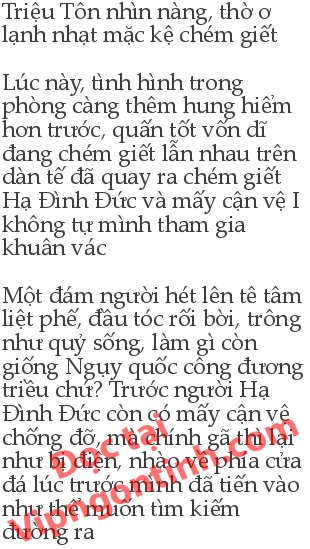 Triệu Tôn nhìn nàng, thờ ơ
lạnh nhạt mặc kệ chém giết
Lúc này, tình hình trong
phòng càng thêm hung hiểm
hơn trước, quấn tốt vốn dĩ
đang chém giết lẫn nhau trên
dàn tế đã quay ra chém giết
Hạ Đình Đức và mấy cận vệ I
không tự mình tham gia
khuân vác
Một đám người hét lên tê tâm
liệt phế, đầu tóc rối bời, trông
như quỷ sống, làm gì còn
giống Ngụy quốc công đương
triều chứ? Trước người Hạ
Đình Đức còn có mấy cận vệ
chống đỡ, mà chính gã thì lại
như bị điện, nhào về phía cửa
đá lúc trước mình đã tiến vào
như thể muốn tìm kiếm
đường ra
Đọc tại
Vipngontinh.com